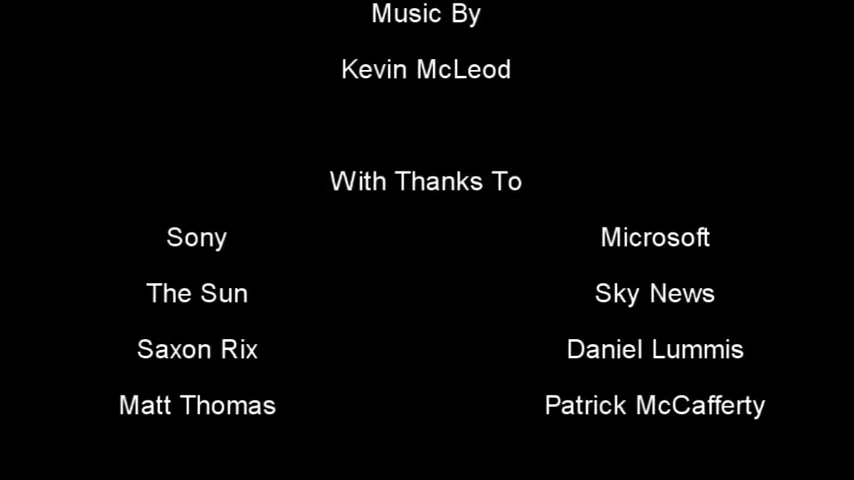 Music By
Kevin McLeod
With Thanks To
Sony Microsoft
The Sun Sky News
Saxon Rix Daniel Lummis
Matt Thomas Patrick McCafferty